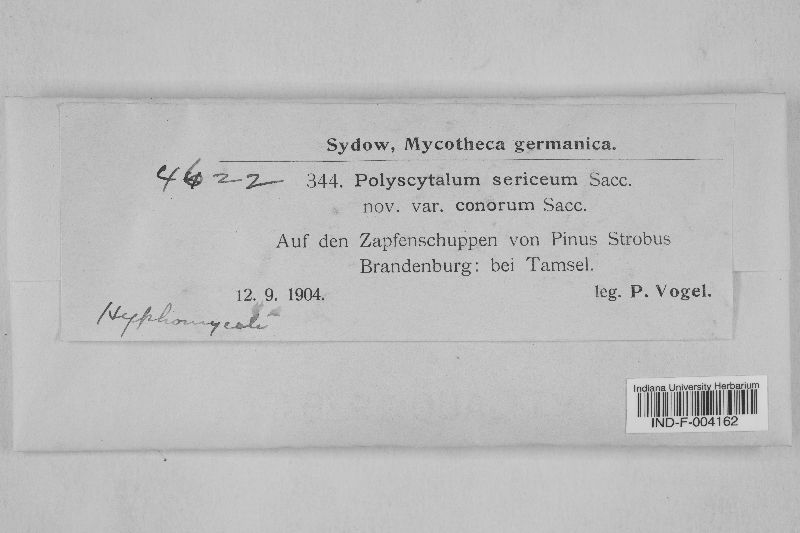 Sydow, Mycotheca germanica.
4622 344. Polyscytalum sericeum Sacc.
nov. var. conorum Sacc.
Auf den Zapfenschuppen von Pinus Strobus
Brandenburg: bei Tamsel.
12. 9. 1904. leg. P. Vogel.
Hyphomyceti
Indiana University Herbarium
IND-F-004162